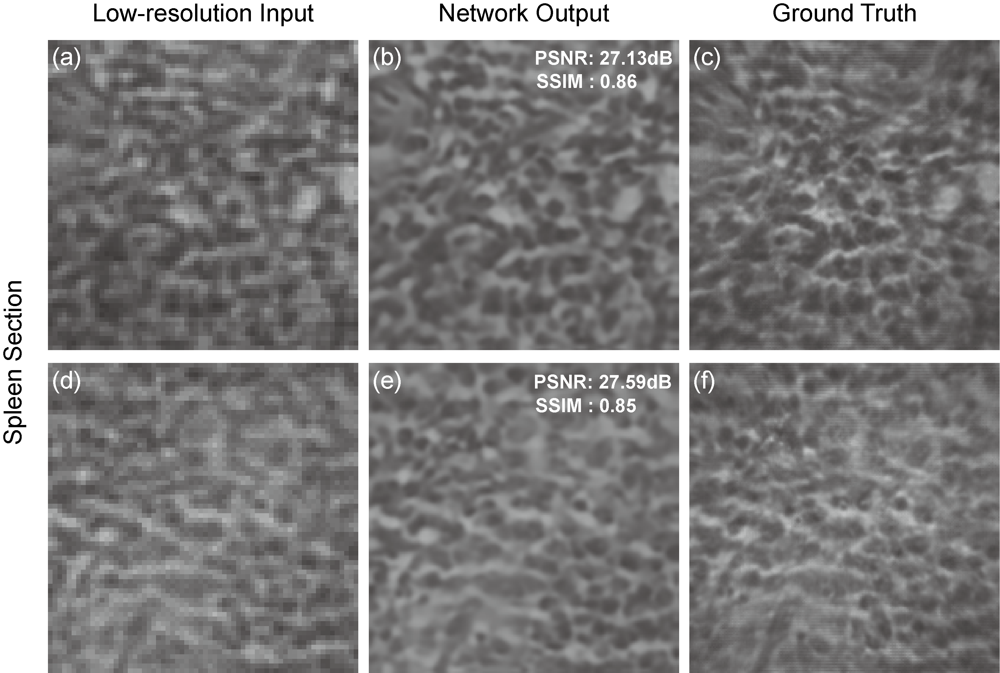 Low-resolution Input
Network Output
Ground Truth
Spleen Section
(a)
(b)
PSNR: 27.13dB
SSIM : 0.86
(c)
(d)
(e)
PSNR: 27.59dB
SSIM : 0.85
(f)